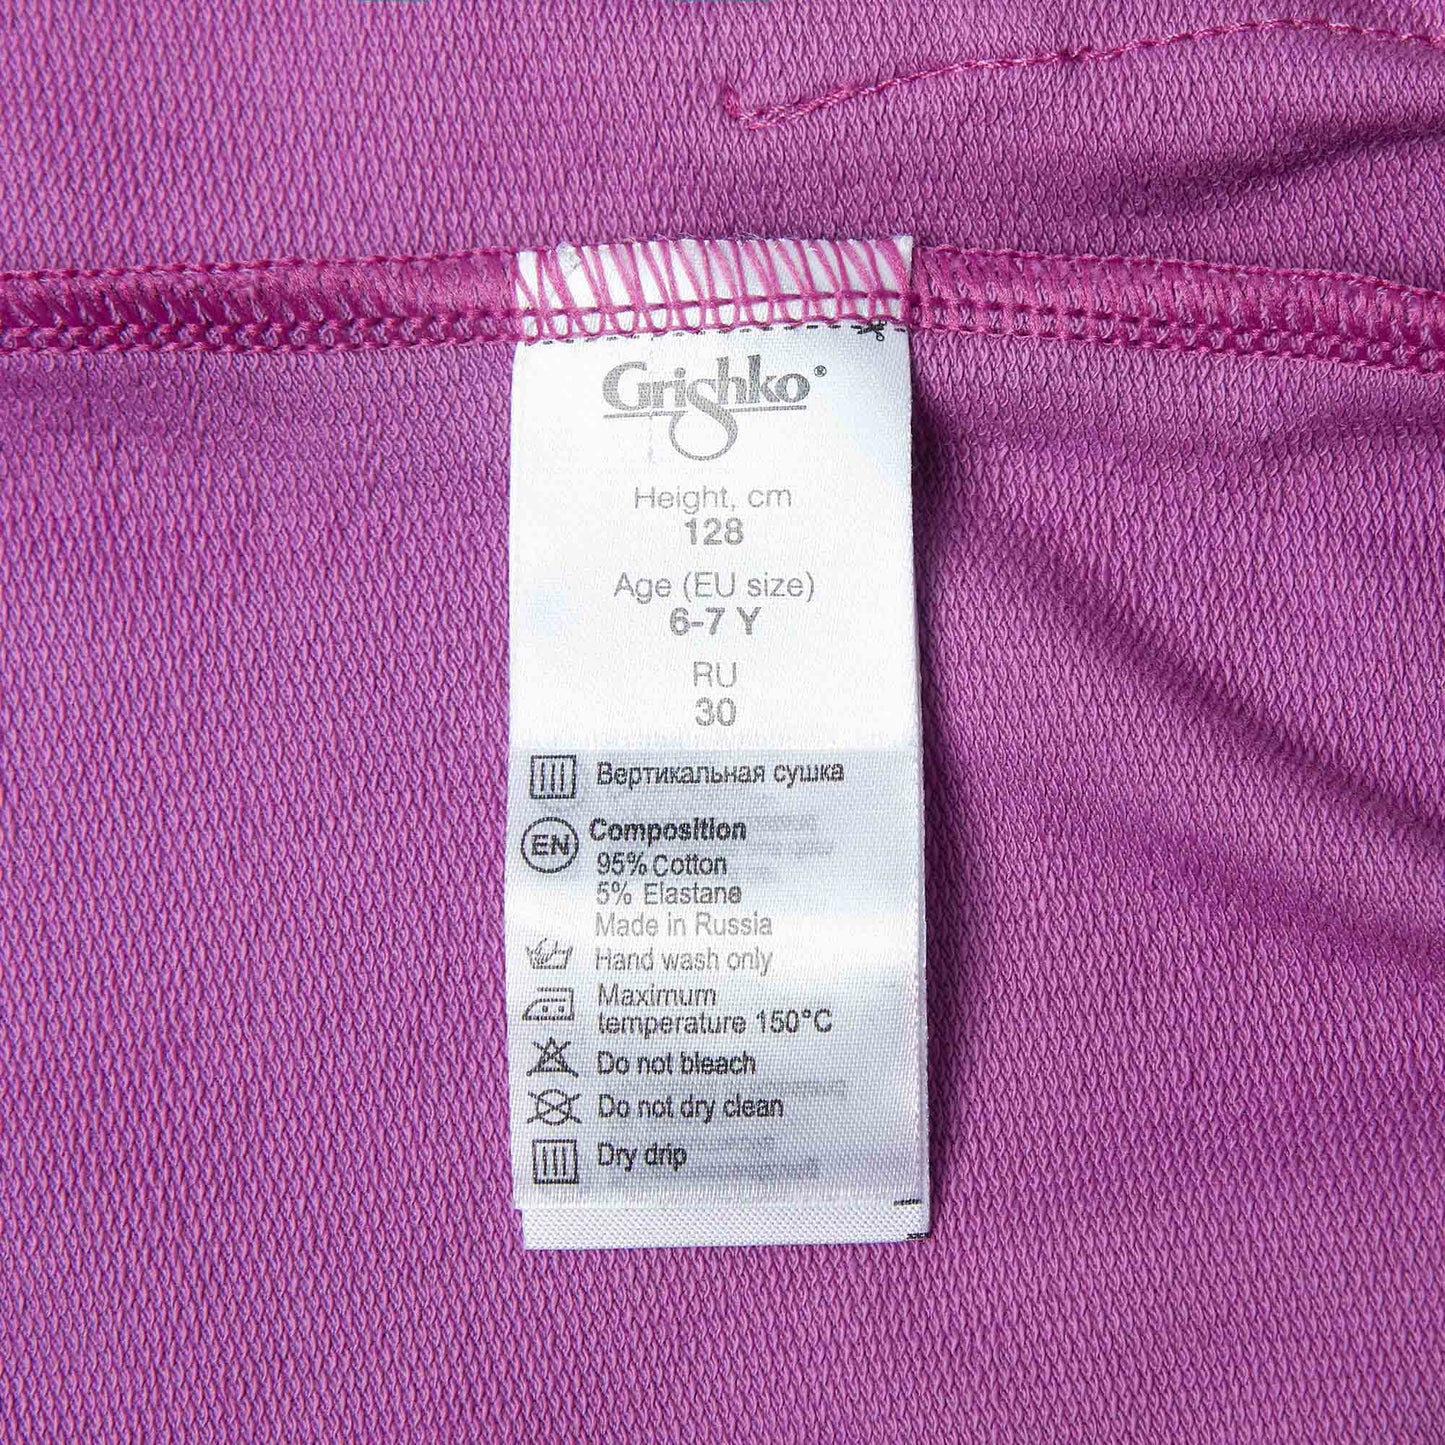 Grishko®
Height, cm
128
Age (EU size)
6-7 Y
RU
30
Вертикальная сушка
EN Composition
95% Cotton
5% Elastane
Made in Russia
Hand wash only
Maximum
temperature 150°C
Do not bleach
Do not dry clean
Dry drip